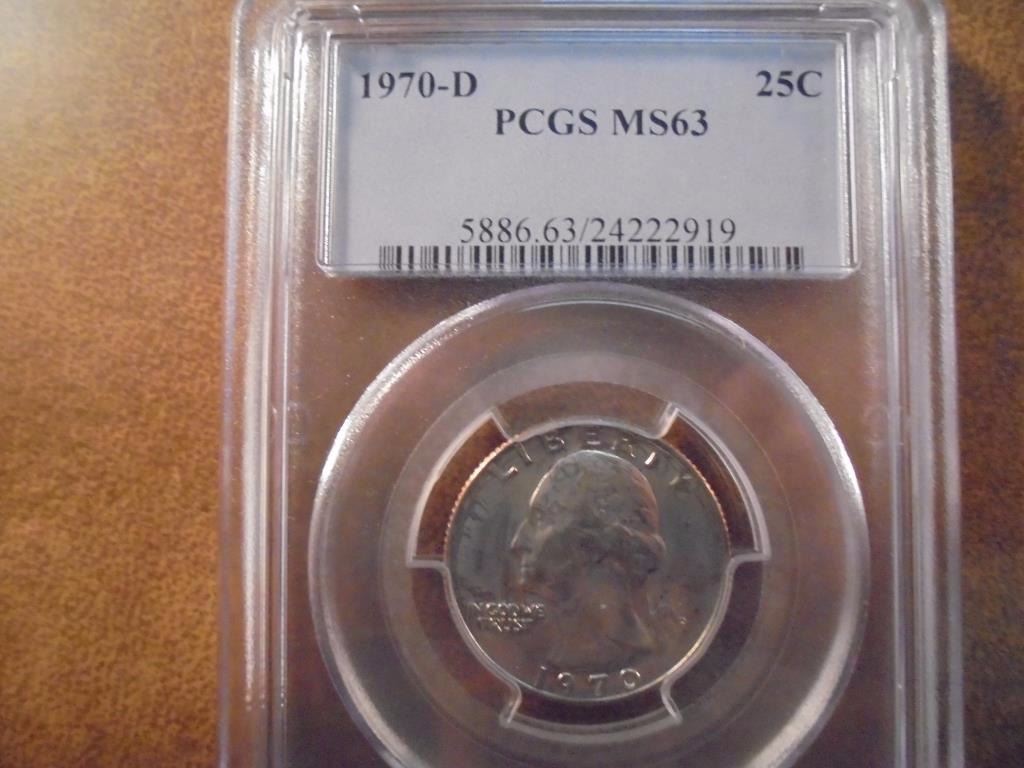 1970-D 25C
PCGS MS63
5886.63/24222919
LIBERTY
IN GOD WE
TRUST
1970